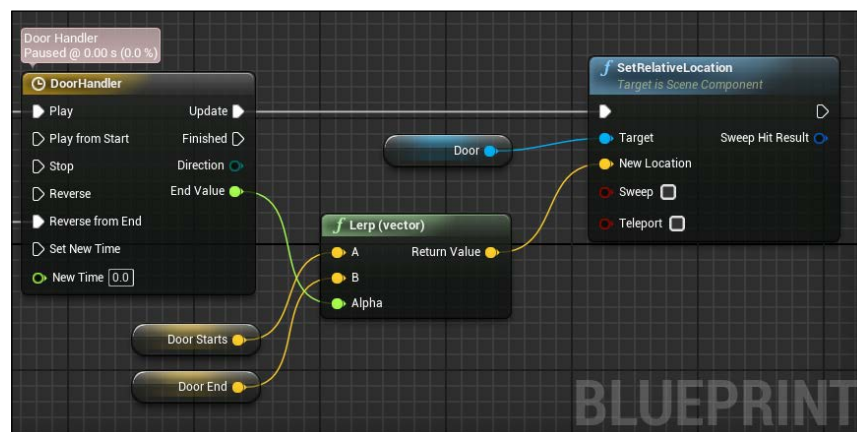 Door Handler
Paused @ 0.00 s (0.0 %)
DoorHandler
Play Update
Play from Start Finished
Stop Direction
Reverse End Value
Reverse from End
Set New Time
New Time 0.0
Door
Lerp (vector)
A Return Value
B
Alpha
Door Starts
Door End
f SetRelativeLocation
Target is Scene Component
Target Sweep Hit Result
New Location
Sweep
Teleport
BLUEPRINT